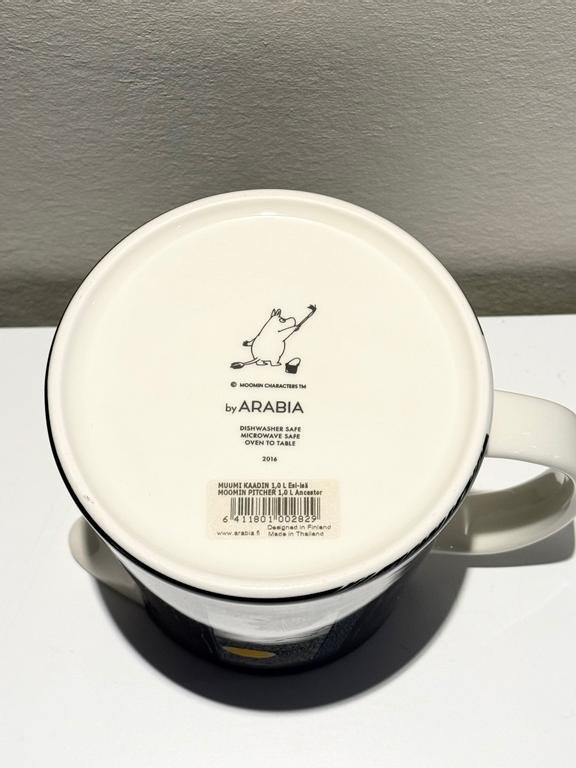 © MOOMIN CHARACTERS TM
by ARABIA
DISHWASHER SAFE
MICROWAVE SAFE
OVEN TO TABLE
2016
MUUMI KAADIN 1,0 L Esi-isä
MOOMIN PITCHER 1,0 L Ancestor
6 411801 002829
Designed in Finland
www.arabia.fi Made in Thailand